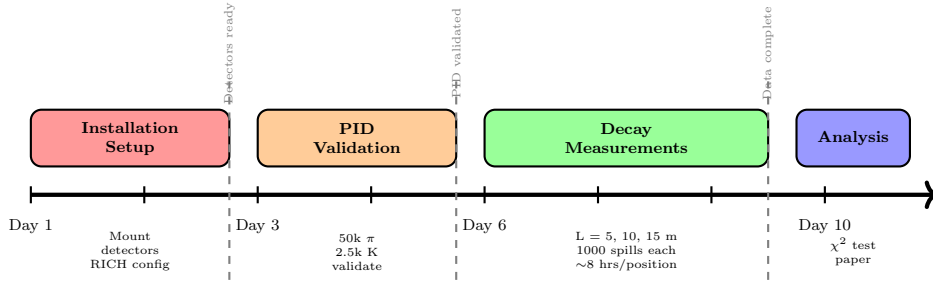 Detectors ready
PID validated
Data complete
Installation
Setup
PID
Validation
Decay
Measurements
Analysis
Day 1
Day 3
Day 6
Day 10
Mount
detectors
RICH config
50k π
2.5k K
validate
L = 5, 10, 15 m
1000 spills each
∼8 hrs/position
χ² test
paper